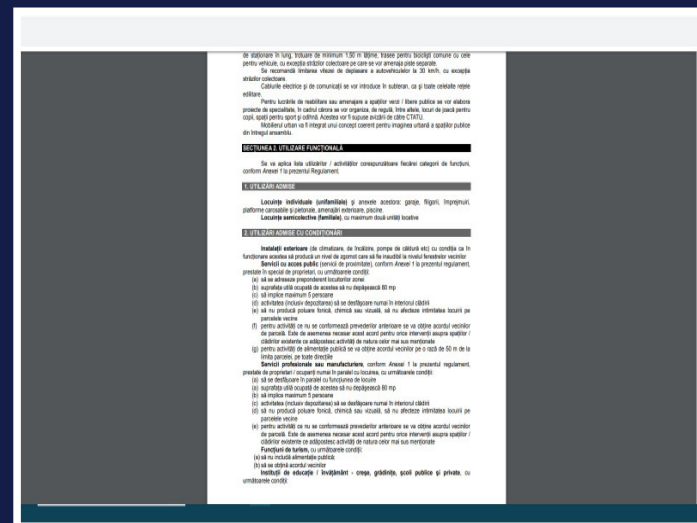 de staționare în lung, trotuare de minimum 1,50 m lățime, trasee pentru bicicliști comune cu cele
pentru vehicule, cu excepția străzilor colectoare pe care se vor amenaja piste separate.
Se recomandă limitarea vitezei de deplasare a autovehiculelor la 30 km/h, cu excepția
străzilor colectoare.
Cablurile electrice și de comunicații se vor introduce în subteran, ca și toate celelalte rețele
edilitare.
Pentru lucrările de reabilitare sau amenajare a spațiilor verzi / libere publice se vor elabora
proiecte de specialitate, în cadrul cărora se vor organiza, de regulă, între altele, locuri de joacă pentru
copii, spații pentru sport și odihnă. Acestea vor fi supuse avizării de către CTATU.
Mobilierul urban va fi integrat unui concept coerent pentru imaginea urbană a spațiilor publice
din întregul ansamblu.
SECȚIUNEA 2. UTILIZARE FUNCȚIONALĂ
Se va aplica lista utilizărilor / activităților corespunzătoare fiecărei categorii de funcțiuni,
conform Anexei 1 la prezentul Regulament.
1. UTILIZĂRI ADMISE
Locuințe individuale (unifamiliale) și anexele acestora: garaje, filigorii, împrejmuiri,
platforme carosabile și pietonale, amenajări exterioare, piscine.
Locuințe semicolective (familiale), cu maximum două unități locative
2. UTILIZĂRI ADMISE CU CONDIȚIONĂRI
Instalații exterioare (de climatizare, de încălzire, pompe de căldură etc) cu condiția ca în
funcționare acestea să producă un nivel de zgomot care să fie inaudibil la nivelul ferestrelor vecinilor
Servicii cu acces public (servicii de proximitate), conform Anexei 1 la prezentul regulament,
prestate în special de proprietari, cu următoarele condiții:
(a) să se adreseze preponderent locuitorilor zonei
(b) suprafața utilă ocupată de acestea să nu depășească 80 mp
(c) să implice maximum 5 persoane
(d) activitatea (inclusiv depozitarea) să se desfășoare numai în interiorul clădirii
(e) să nu producă poluare fonică, chimică sau vizuală, să nu afecteze intimitatea locuirii pe
parcelele vecine
(f) pentru activități ce nu se conformează prevederilor anterioare se va obține acordul vecinilor
de parcelă. Este de asemenea necesar acest acord pentru orice intervenții asupra spațiilor /
clădirilor existente ce adăpostesc activități de natura celor mai sus menționate
(g) pentru activități de alimentație publică se va obține acordul vecinilor pe o rază de 50 m de la
limita parcelei, pe toate direcțiile
Servicii profesionale sau manufacturiere, conform Anexei 1 la prezentul regulament,
prestate de proprietari / ocupanți numai în paralel cu locuirea, cu următoarele condiții:
(a) să se desfășoare în paralel cu funcțiunea de locuire
(a) suprafața utilă ocupată de acestea să nu depășească 80 mp
(b) să implice maximum 5 persoane
(c) activitatea (inclusiv depozitarea) să se desfășoare numai în interiorul clădirii
(d) să nu producă poluare fonică, chimică sau vizuală, să nu afecteze intimitatea locuirii pe
parcelele vecine
(e) pentru activități ce nu se conformează prevederilor anterioare se va obține acordul vecinilor
de parcelă. Este de asemenea necesar acest acord pentru orice intervenții asupra spațiilor /
clădirilor existente ce adăpostesc activități de natura celor mai sus menționate
Funcțiuni de turism, cu următoarele condiții:
(a) să nu includă alimentație publică
(b) să se obțină acordul vecinilor
Instituții de educație / învățământ - creșe, grădinițe, școli publice și private, cu
următoarele condiții: